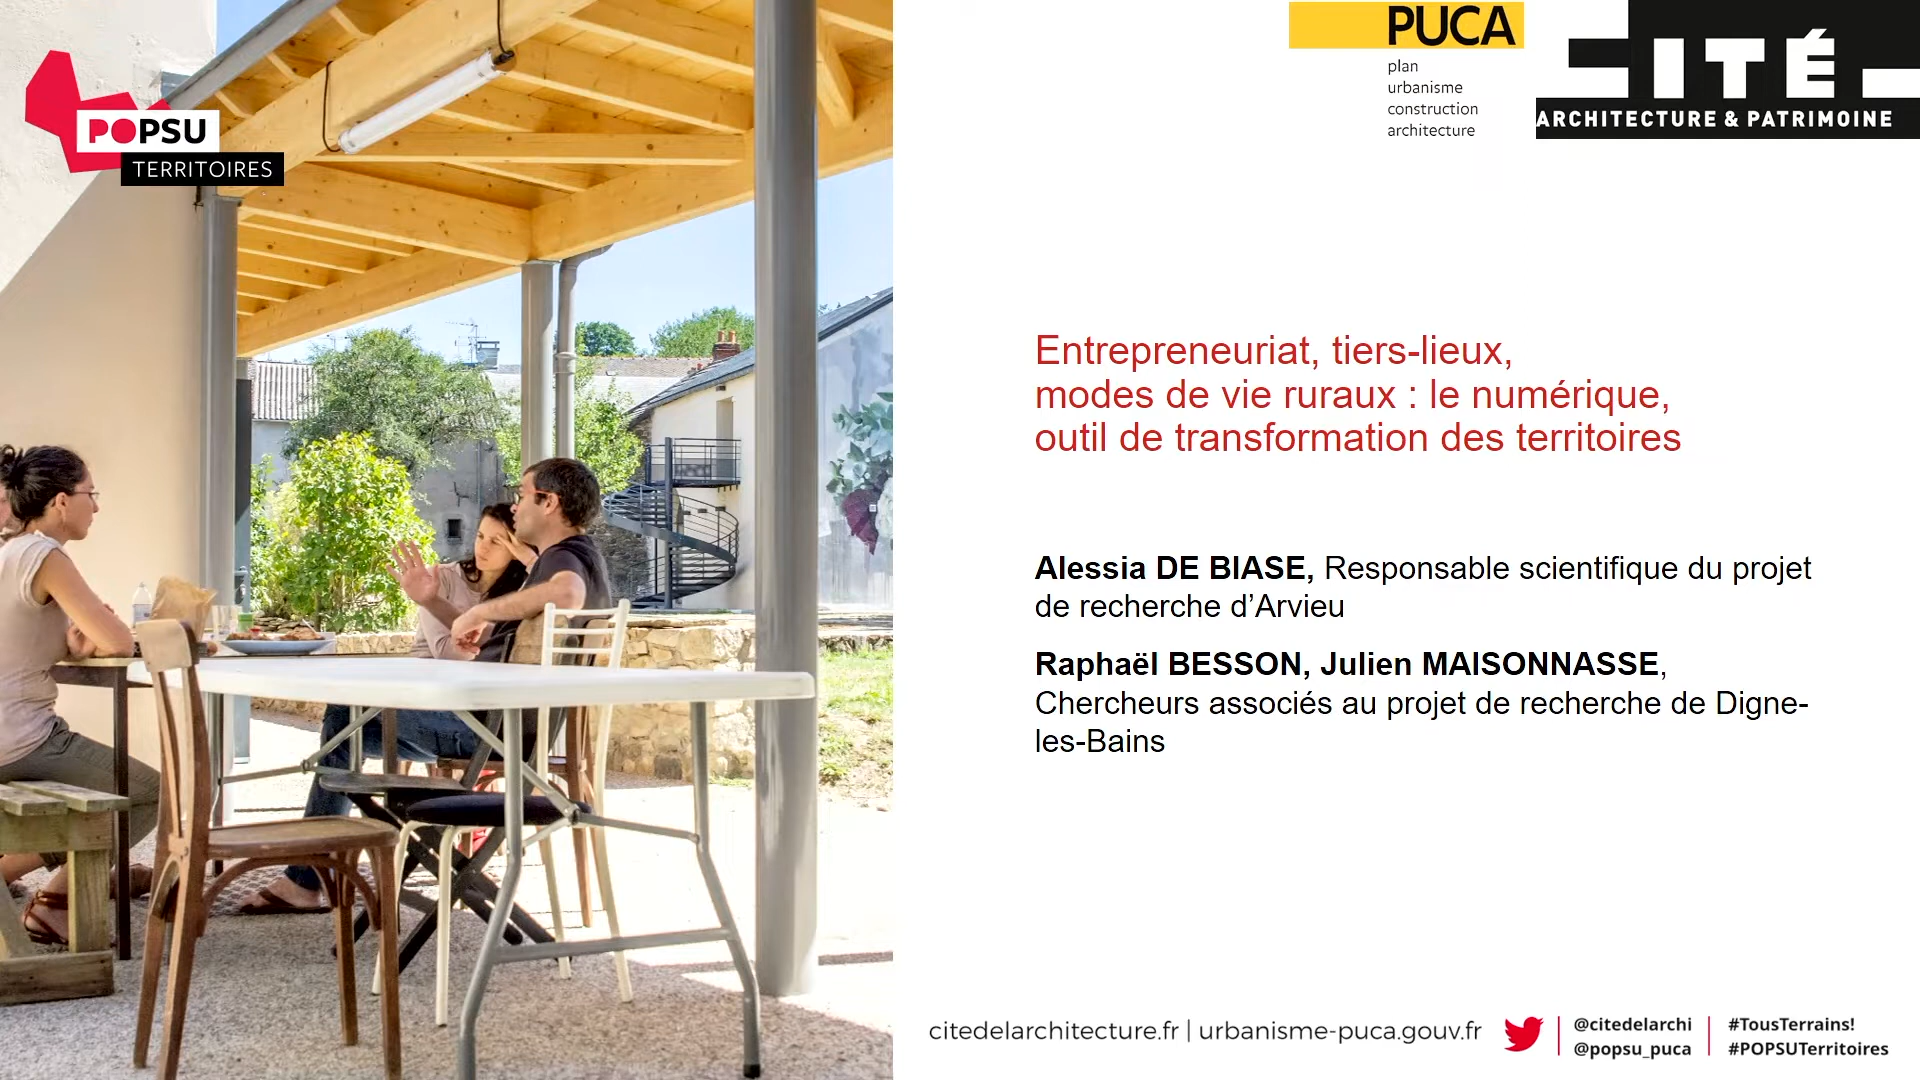 POPSU
TERRITOIRES
PUCA
plan
urbanisme
construction
architecture
CITÉ
ARCHITECTURE & PATRIMOINE
Entrepreneuriat, tiers-lieux,
modes de vie ruraux : le numérique,
outil de transformation des territoires
Alessia DE BIASE, Responsable scientifique du projet
de recherche d’Arvieu
Raphaël BESSON, Julien MAISONNASSE,
Chercheurs associés au projet de recherche de Digne-
les-Bains
citedelarchitecture.fr | urbanisme-puca.gouv.fr
@citedelarchi
@popsu_puca
#TousTerrains!
#POPSUTerritoires